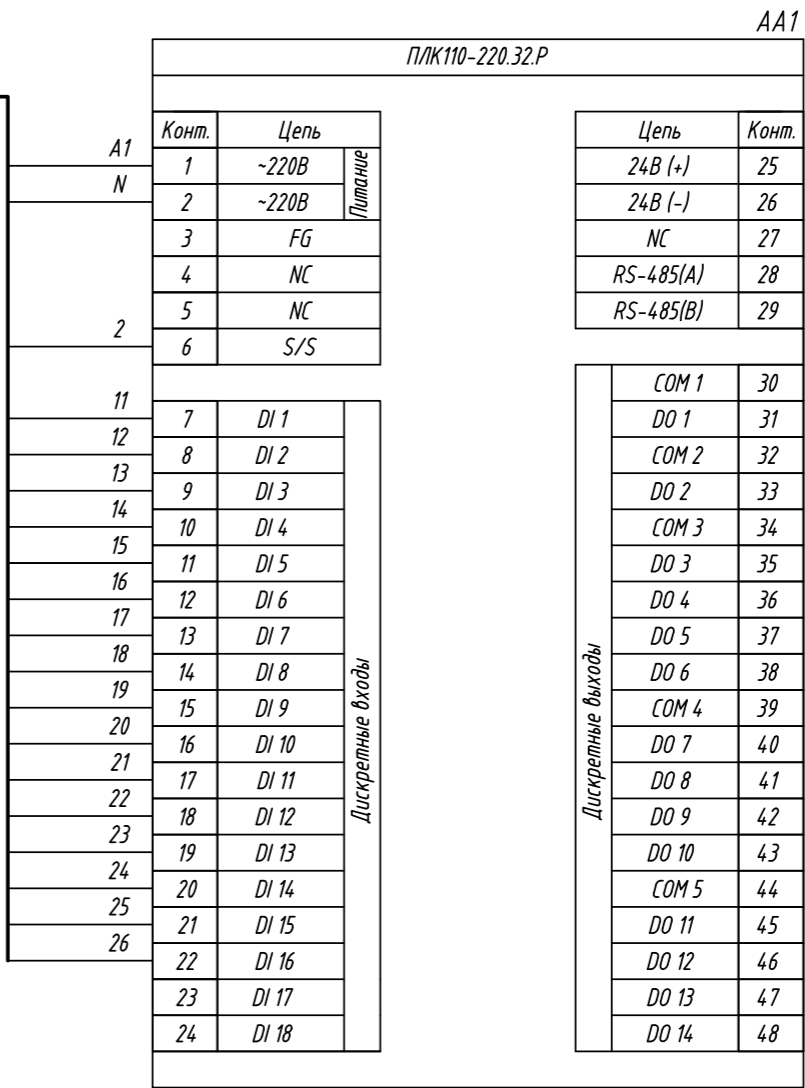 AA1
ПЛК110-220.32.Р
Конт. Цепь Цепь Конт.
A1 1 ~220В Питание 24В (+) 25
N 2 ~220В 24В (-) 26
3 FG NC 27
4 NC RS-485(A) 28
5 NC RS-485(B) 29
2 6 S/S
COM 1 30
11 7 DI 1 DO 1 31
12 8 DI 2 COM 2 32
13 9 DI 3 DO 2 33
14 10 DI 4 COM 3 34
15 11 DI 5 DO 3 35
16 12 DI 6 DO 4 36
17 13 DI 7 DO 5 37
18 14 DI 8 DO 6 38
19 15 DI 9 COM 4 39
20 16 DI 10 DO 7 40
21 17 DI 11 DO 8 41
22 18 DI 12 DO 9 42
23 19 DI 13 DO 10 43
24 20 DI 14 COM 5 44
25 21 DI 15 DO 11 45
26 22 DI 16 DO 12 46
23 DI 17 DO 13 47
24 DI 18 DO 14 48
Дискретные входы
Дискретные выходы